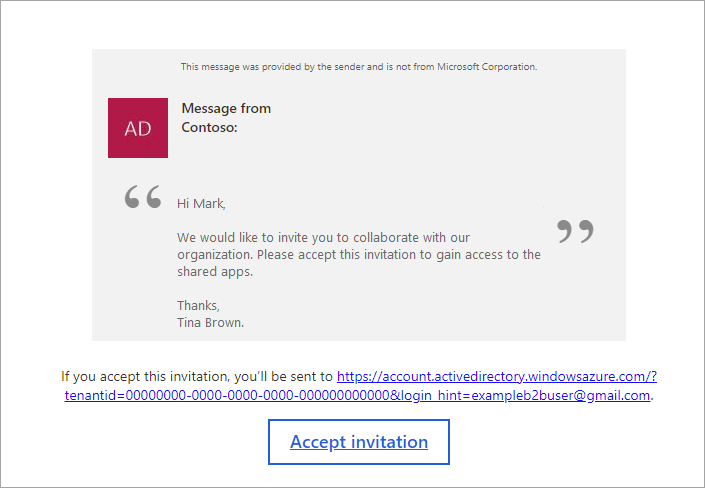 This message was provided by the sender and is not from Microsoft Corporation.
AD
Message from
Contoso:
“
Hi Mark,
”
We would like to invite you to collaborate with our
organization. Please accept this invitation to gain access to the
shared apps.
Thanks,
Tina Brown.
If you accept this invitation, you’ll be sent to https://account.activedirectory.windowsazure.com/?
tenantid=00000000-0000-0000-0000-000000000000&login_hint=exampleb2buser@gmail.com.
Accept invitation